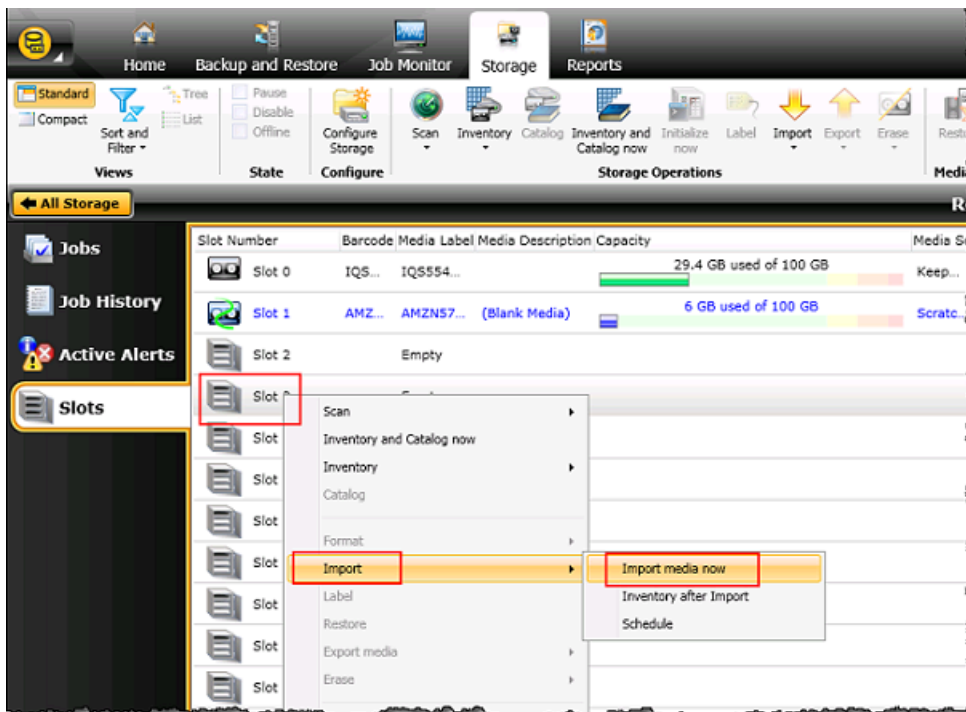 Home Backup and Restore Job Monitor Storage Reports
Standard Tree Pause
Compact List Disable
Sort and Filter Offline Configure Storage Scan Inventory Catalog Inventory and Catalog now Initialize now Label Import Export Erase
Views State Configure Storage Operations
All Storage
Jobs
Job History
Active Alerts
Slots
Slot Number Barcode Media Label Media Description Capacity
Slot 0 IQS... IQS554... 29.4 GB used of 100 GB Keep...
Slot 1 AMZ... AMZN57... (Blank Media) 6 GB used of 100 GB Scratc...
Slot 2 Empty
Slot
Slot
Slot
Slot
Slot
Slot
Slot
Slot
Scan
Inventory and Catalog now
Inventory
Catalog
Format
Import
Label
Restore
Export media
Erase
Import media now
Inventory after Import
Schedule